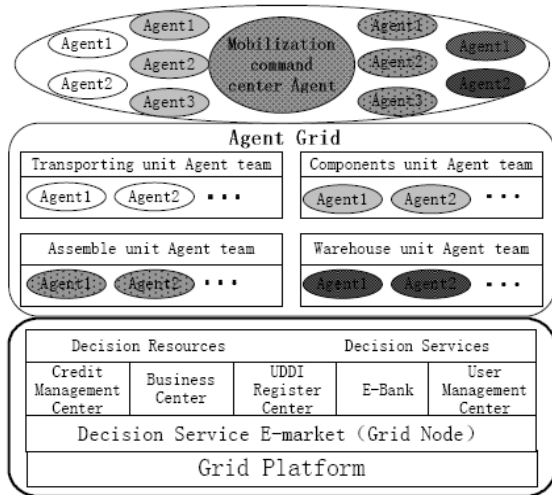 Agent1
Agent2
Agent1
Agent2
Agent3
Mobilization
command
center Agent
Agent1
Agent2
Agent3
Agent1
Agent2
Agent Grid
Transporting unit Agent team
Agent1 Agent2 ...
Components unit Agent team
Agent1 Agent2 ...
Assemble unit Agent team
Agent1 Agent2 ...
Warehouse unit Agent team
Agent1 Agent2 ...
Decision Resources Decision Services
Credit
Management
Center
Business
Center
UDDI
Register
Center
E-Bank
User
Management
Center
Decision Service E-market (Grid Node)
Grid Platform